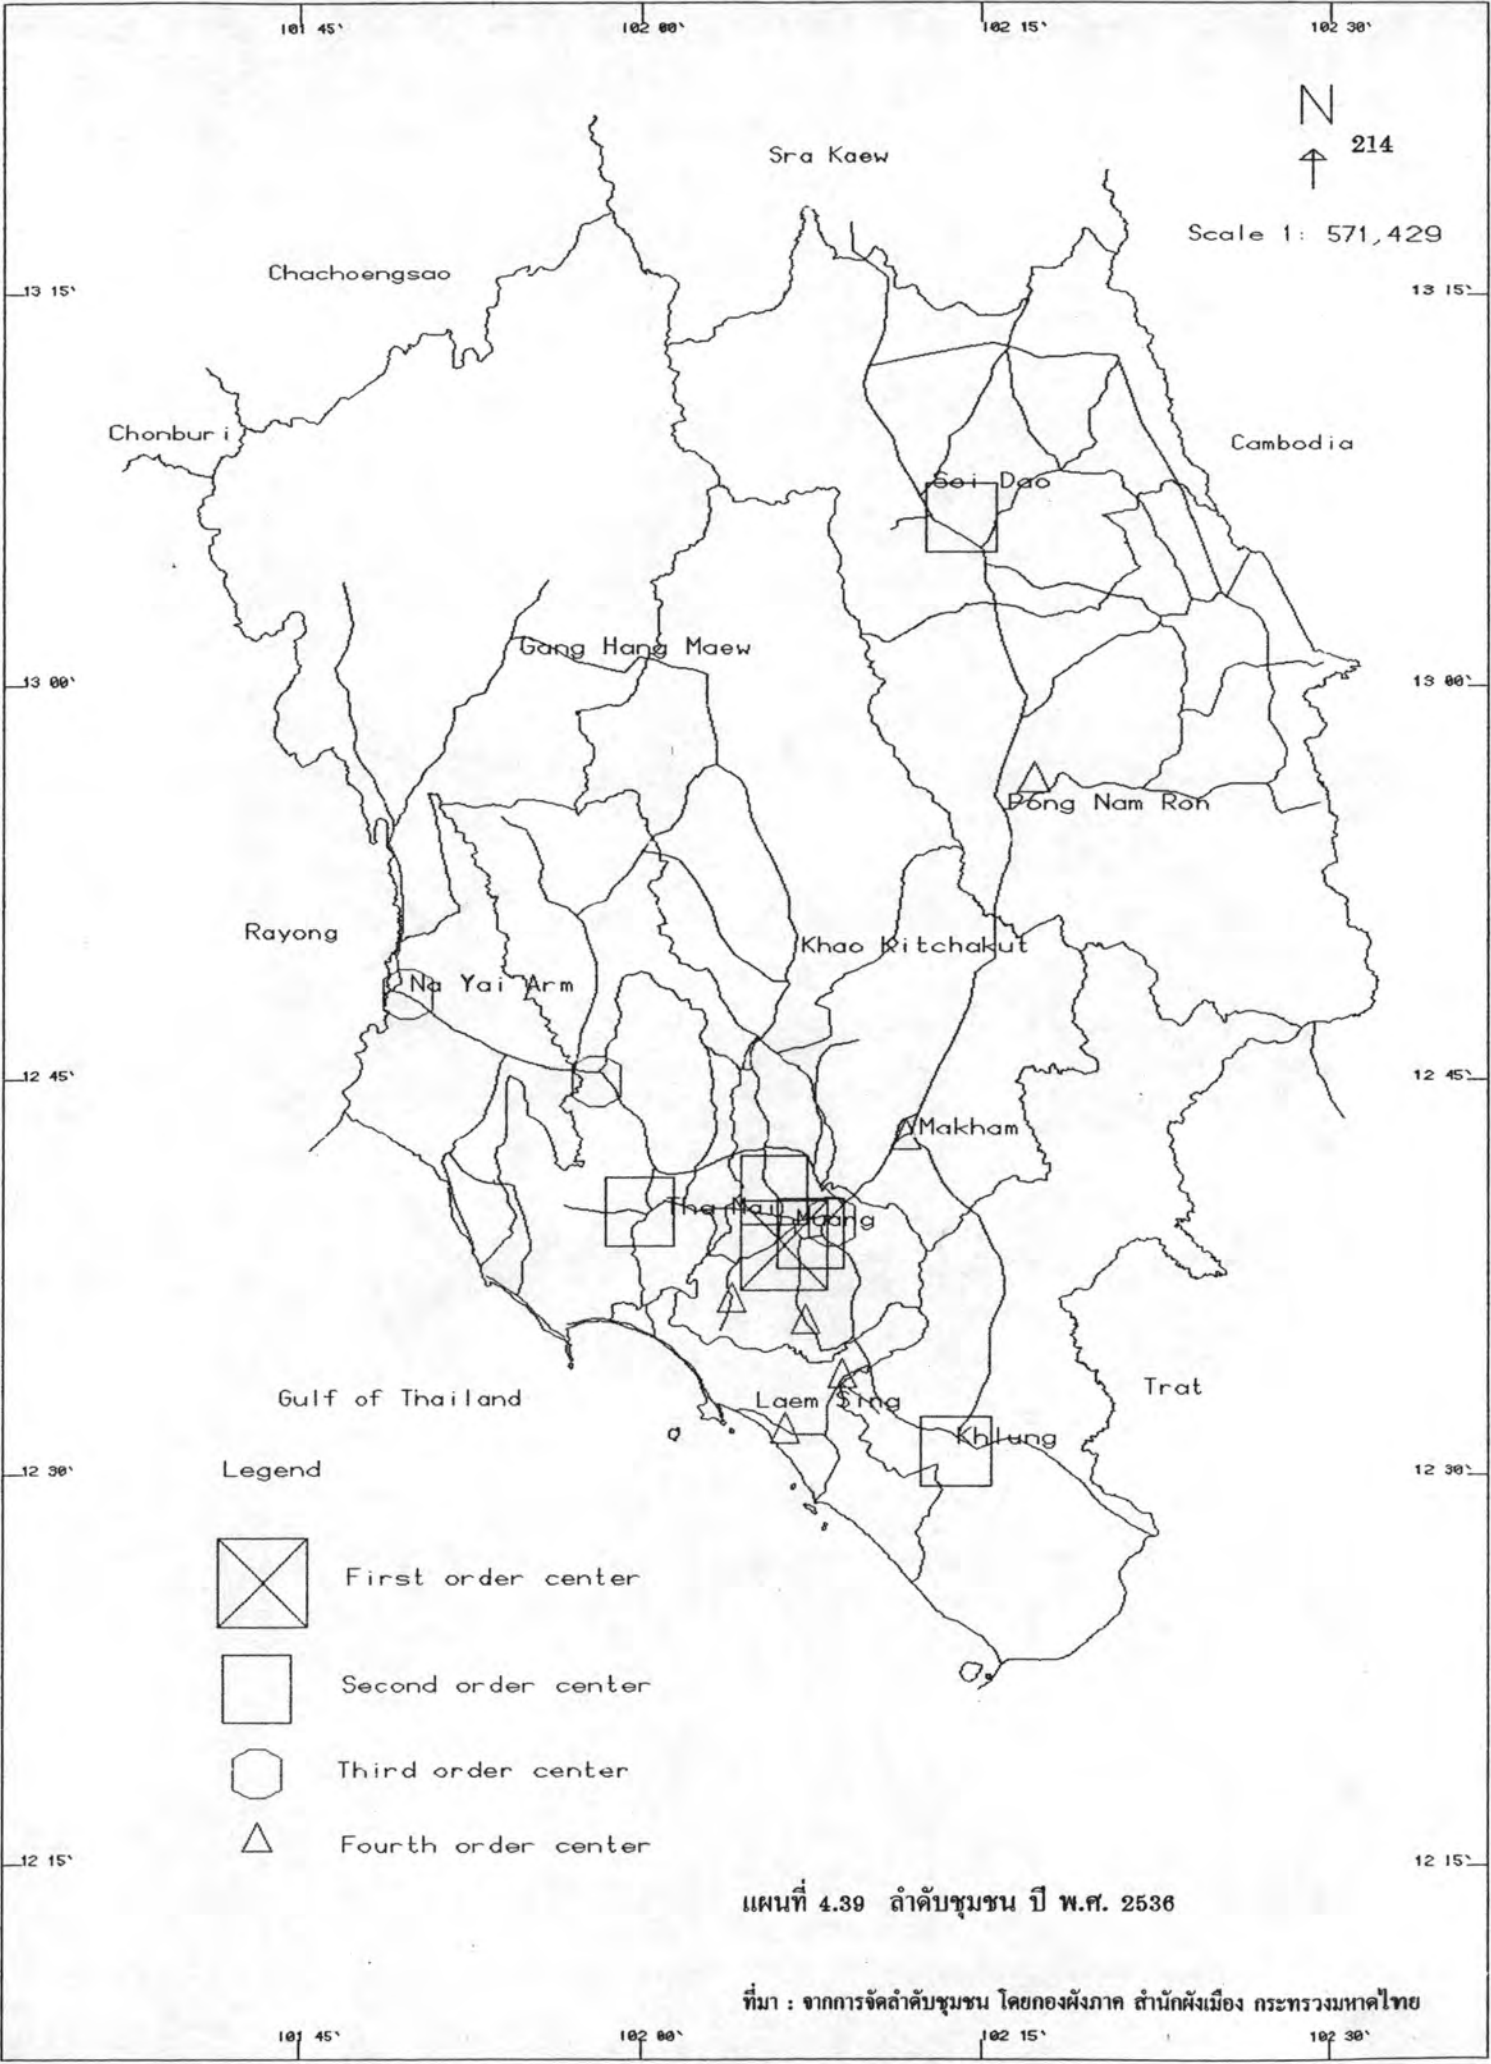 101 45' 102 00' 102 15' 102 30'
N
214
Sra Kaew
Scale 1: 571,429
Chachoengsao
13 15' 13 15'
Chonburi
Cambodia
Soi Dao
Gang Hang Maew
13 00' 13 00'
Pong Nam Ron
Rayong
Khao Kitchakut
Na Yai Arm
12 45' 12 45'
Makham
Tha Mai
Muang
Trat
Gulf of Thailand
Laem Sing
Khlung
12 30' 12 30'
Legend
First order center
Second order center
Third order center
Fourth order center
12 15' 12 15'
แผนที่ 4.39 ลำดับชุมชน ปี พ.ศ. 2536
ที่มา : จากการจัดลำดับชุมชน โดยกองผังภาค สำนักผังเมือง กระทรวงมหาดไทย
101 45' 102 00' 102 15' 102 30'